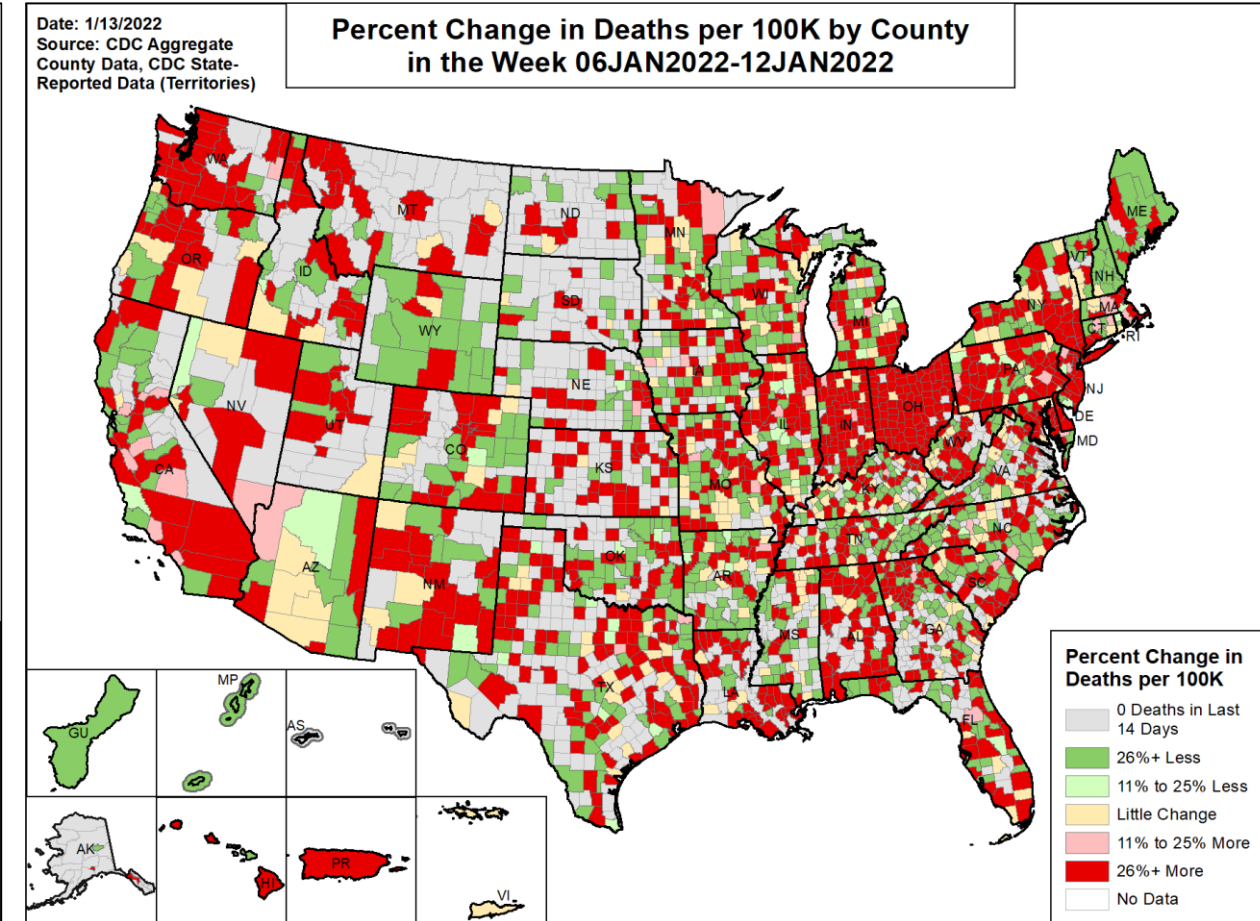 Date: 1/13/2022
Source: CDC Aggregate
County Data, CDC State-
Reported Data (Territories)
Percent Change in Deaths per 100K by County
in the Week 06JAN2022-12JAN2022
WA
MT
ND
MN
ME
OR
ID
SD
WI
MI
VT
NH
NY
MA
CT
RI
WY
NE
IA
PA
NJ
NV
UT
CO
IL
IN
OH
DE
MD
WV
CA
KS
MO
KY
VA
AZ
NM
OK
AR
TN
NC
SC
MS
AL
GA
TX
LA
FL
GU
MP
AS
AK
HI
PR
VI
Percent Change in
Deaths per 100K
0 Deaths in Last
14 Days
26%+ Less
11% to 25% Less
Little Change
11% to 25% More
26%+ More
No Data